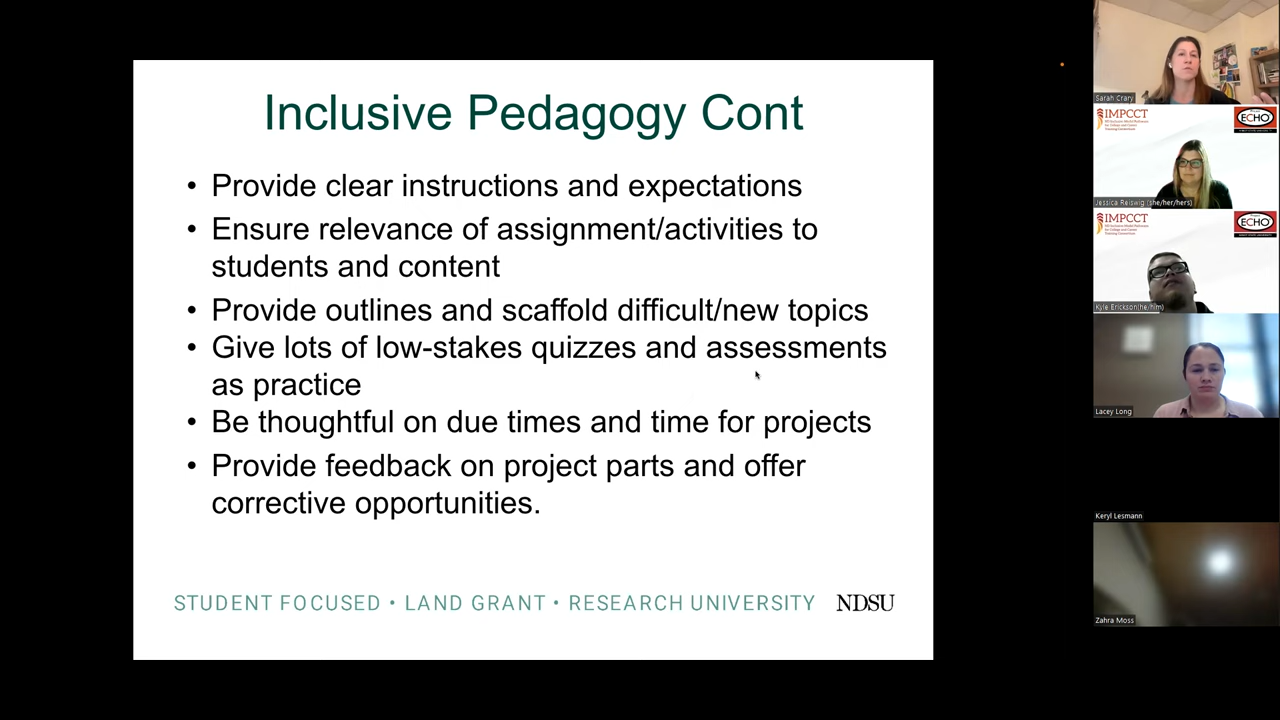 Inclusive Pedagogy Cont
• Provide clear instructions and expectations
• Ensure relevance of assignment/activities to
students and content
• Provide outlines and scaffold difficult/new topics
• Give lots of low-stakes quizzes and assessments
as practice
• Be thoughtful on due times and time for projects
• Provide feedback on project parts and offer
corrective opportunities.
STUDENT FOCUSED • LAND GRANT • RESEARCH UNIVERSITY NDSU
Sarah Crary
IMPCCT
ECHO
Jessica Reiswig (she/her/hers)
IMPCCT
ECHO
Kyle Erickson(he/him)
Lacey Long
Keryl Lesmann
Zahra Moss